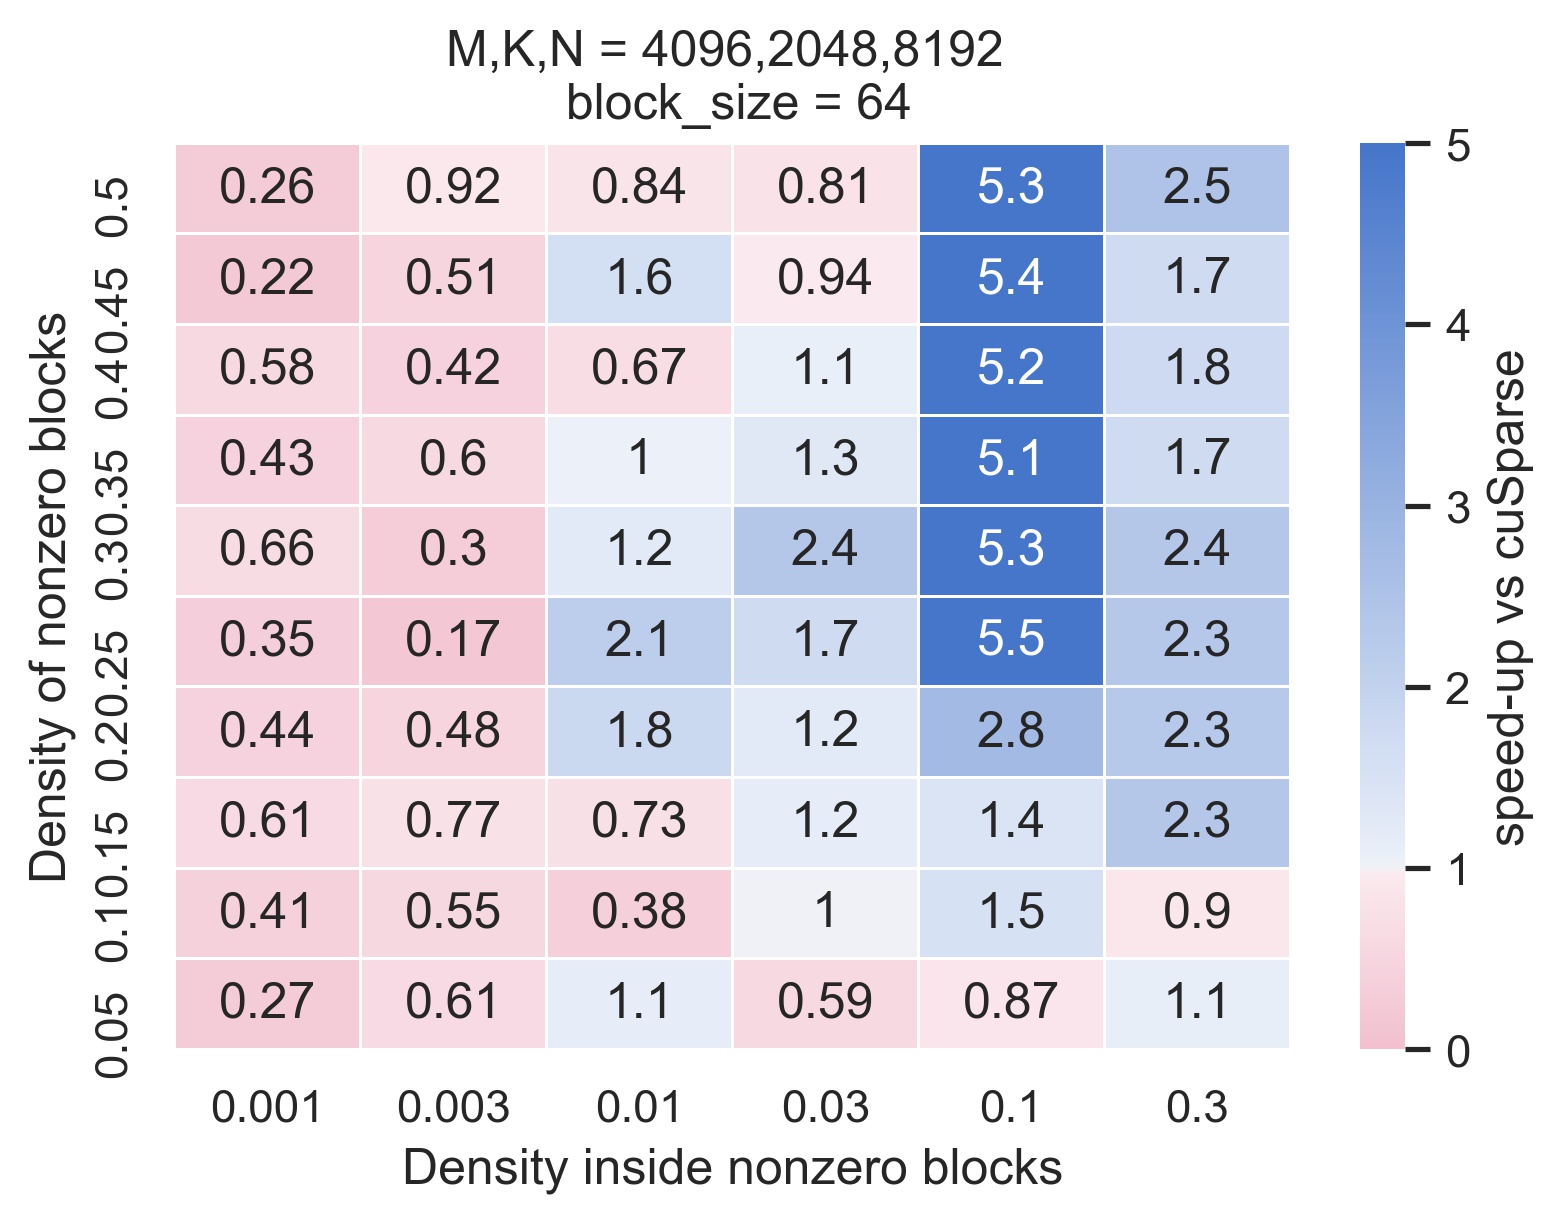 M,K,N = 4096,2048,8192
block_size = 64
Density of nonzero blocks
0.5 0.26 0.92 0.84 0.81 5.3 2.5
0.45 0.22 0.51 1.6 0.94 5.4 1.7
0.4 0.58 0.42 0.67 1.1 5.2 1.8
0.35 0.43 0.6 1 1.3 5.1 1.7
0.3 0.66 0.3 1.2 2.4 5.3 2.4
0.25 0.35 0.17 2.1 1.7 5.5 2.3
0.2 0.44 0.48 1.8 1.2 2.8 2.3
0.15 0.61 0.77 0.73 1.2 1.4 2.3
0.1 0.41 0.55 0.38 1 1.5 0.9
0.05 0.27 0.61 1.1 0.59 0.87 1.1
0.001 0.003 0.01 0.03 0.1 0.3
Density inside nonzero blocks
5
4
3
2
1
0
speed-up vs cuSparse